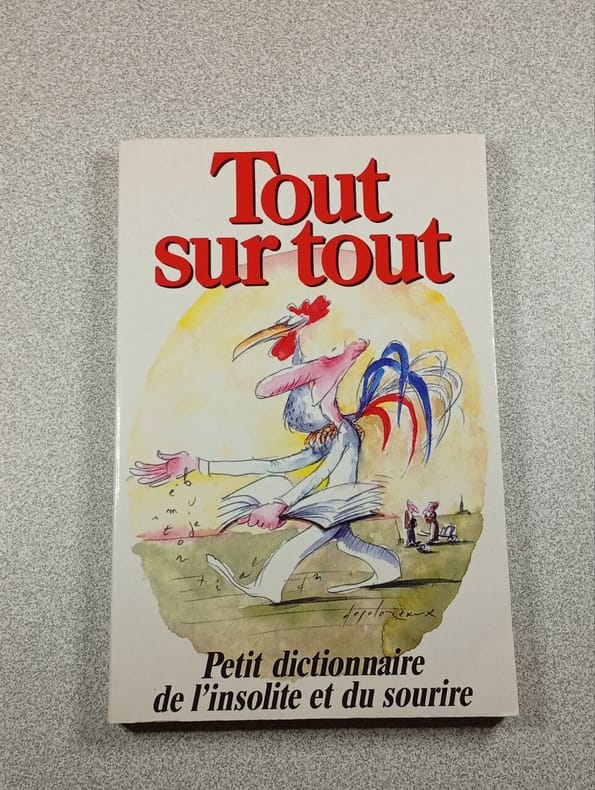 Tout
sur tout
Petit dictionnaire
de l'insolite et du sourire